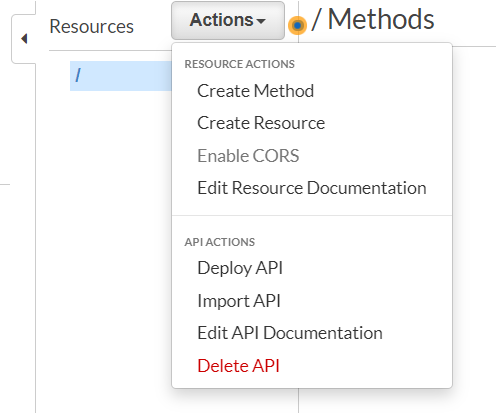 Resources
Actions
/ Methods
/
RESOURCE ACTIONS
Create Method
Create Resource
Enable CORS
Edit Resource Documentation
API ACTIONS
Deploy API
Import API
Edit API Documentation
Delete API